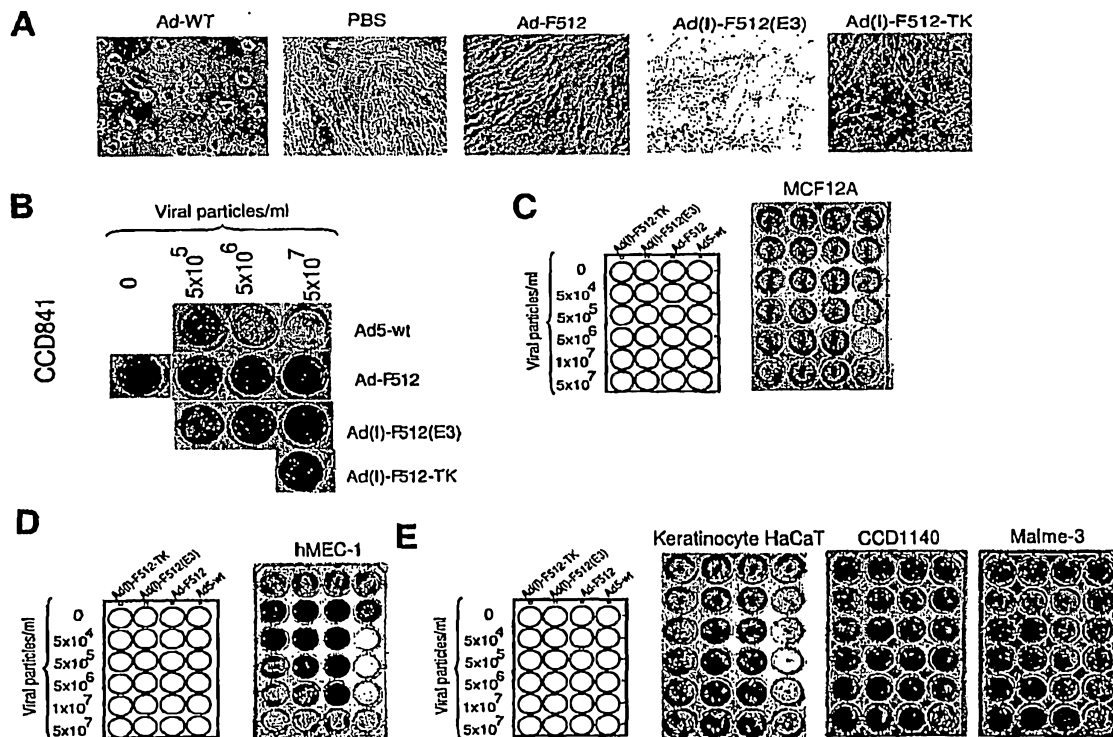 A
Ad-WT PBS Ad-F512 Ad(I)-F512(E3) Ad(I)-F512-TK
B
Viral particles/ml
0 5x10^5 5x10^6 5x10^7
CCD841
Ad5-wt
Ad-F512
Ad(I)-F512(E3)
Ad(I)-F512-TK
C
MCF12A
Ad(I)-F512-TK Ad(I)-F512(E3) Ad-F512 Ad5-wt
Viral particles/ml
0
5x10^4
5x10^5
5x10^6
1x10^7
5x10^7
D
hMEC-1
Ad(I)-F512-TK Ad(I)-F512(E3) Ad-F512 Ad5-wt
Viral particles/ml
0
5x10^4
5x10^5
5x10^6
1x10^7
5x10^7
E
Keratinocyte HaCaT CCD1140 Malme-3
Ad(I)-F512-TK Ad(I)-F512(E3) Ad-F512 Ad5-wt
Viral particles/ml
0
5x10^4
5x10^5
5x10^6
1x10^7
5x10^7